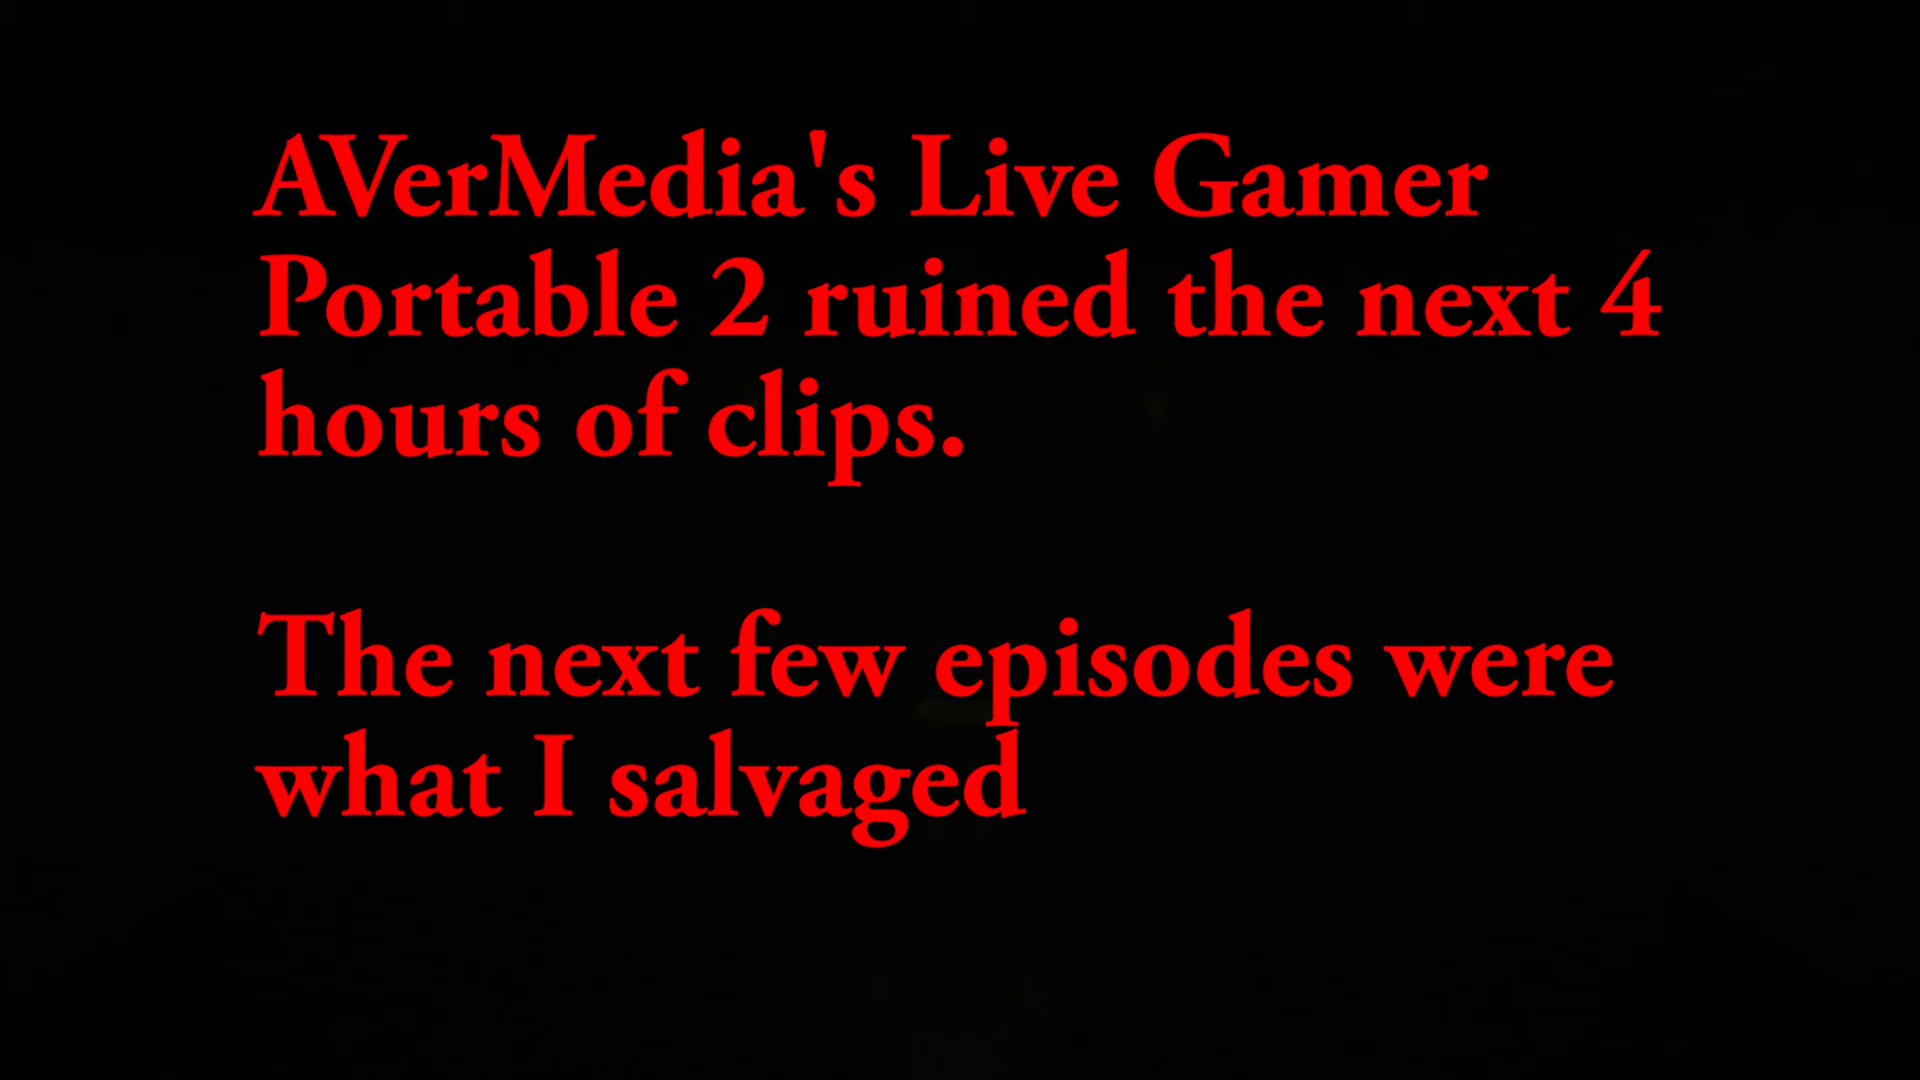 AVerMedia's Live Gamer
Portable 2 ruined the next 4
hours of clips.
The next few episodes were
what I salvaged